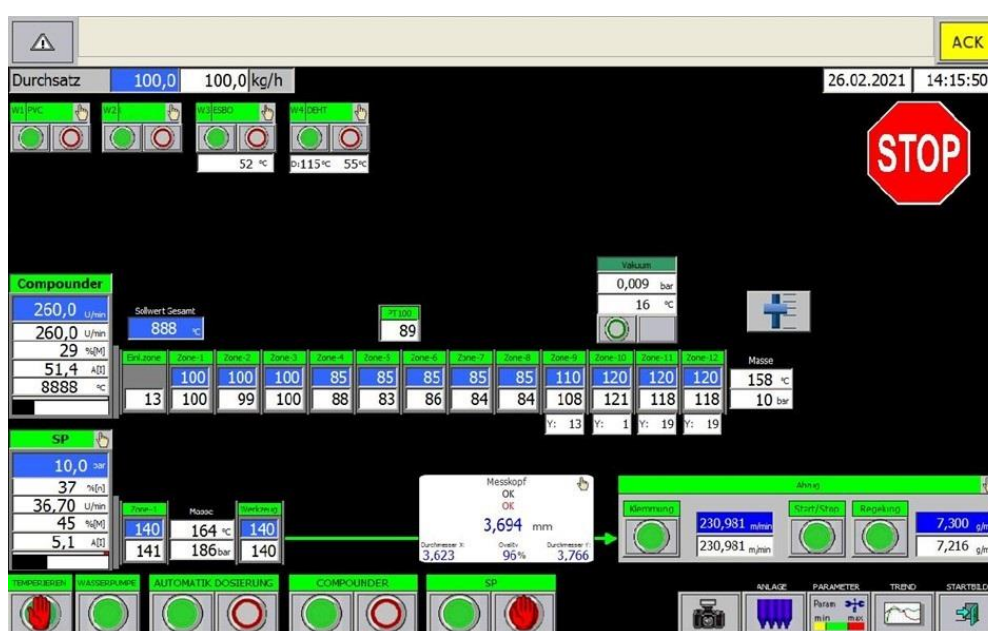 ACK
Durchsatz 100,0 100,0 kg/h 26.02.2021 14:15:50
W1 PVC W2 W3 ESBO W4 DEHT
52 °C D:115°C 55°C
STOP
Vakuum
0,009 bar
16 °C
Compounder
260,0 U/min
260,0 U/min
29 %[M]
51,4 A[I]
8888 °C
Sollwert Gesamt
888 °C
PT100
89
Einl.zone Zone-1 Zone-2 Zone-3 Zone-4 Zone-5 Zone-6 Zone-7 Zone-8 Zone-9 Zone-10 Zone-11 Zone-12 Masse
100 100 100 85 85 85 85 85 110 120 120 120 158 °C
13 100 99 100 88 83 86 84 84 108 121 118 118 10 bar
Y: 13 Y: 1 Y: 19 Y: 19
SP
10,0 bar
37 %[n]
36,70 U/min
45 %[M]
5,1 A[I]
Zone-1 Masse Werkzeug
140 164 °C 140
141 186 bar 140
Messkopf
OK
OK
3,694 mm
Durchmesser X: Ovality Durchmesser Y:
3,623 96% 3,766
Abzug
Klemmung Start/Stop Regelung
230,981 m/min 7,300 g/m
230,981 m/min 7,216 g/m
TEMPERIEREN WASSERPUMPE AUTOMATIK DOSIERUNG COMPOUNDER SP
ANLAGE PARAMETER TREND STARTBILD
Param
min max